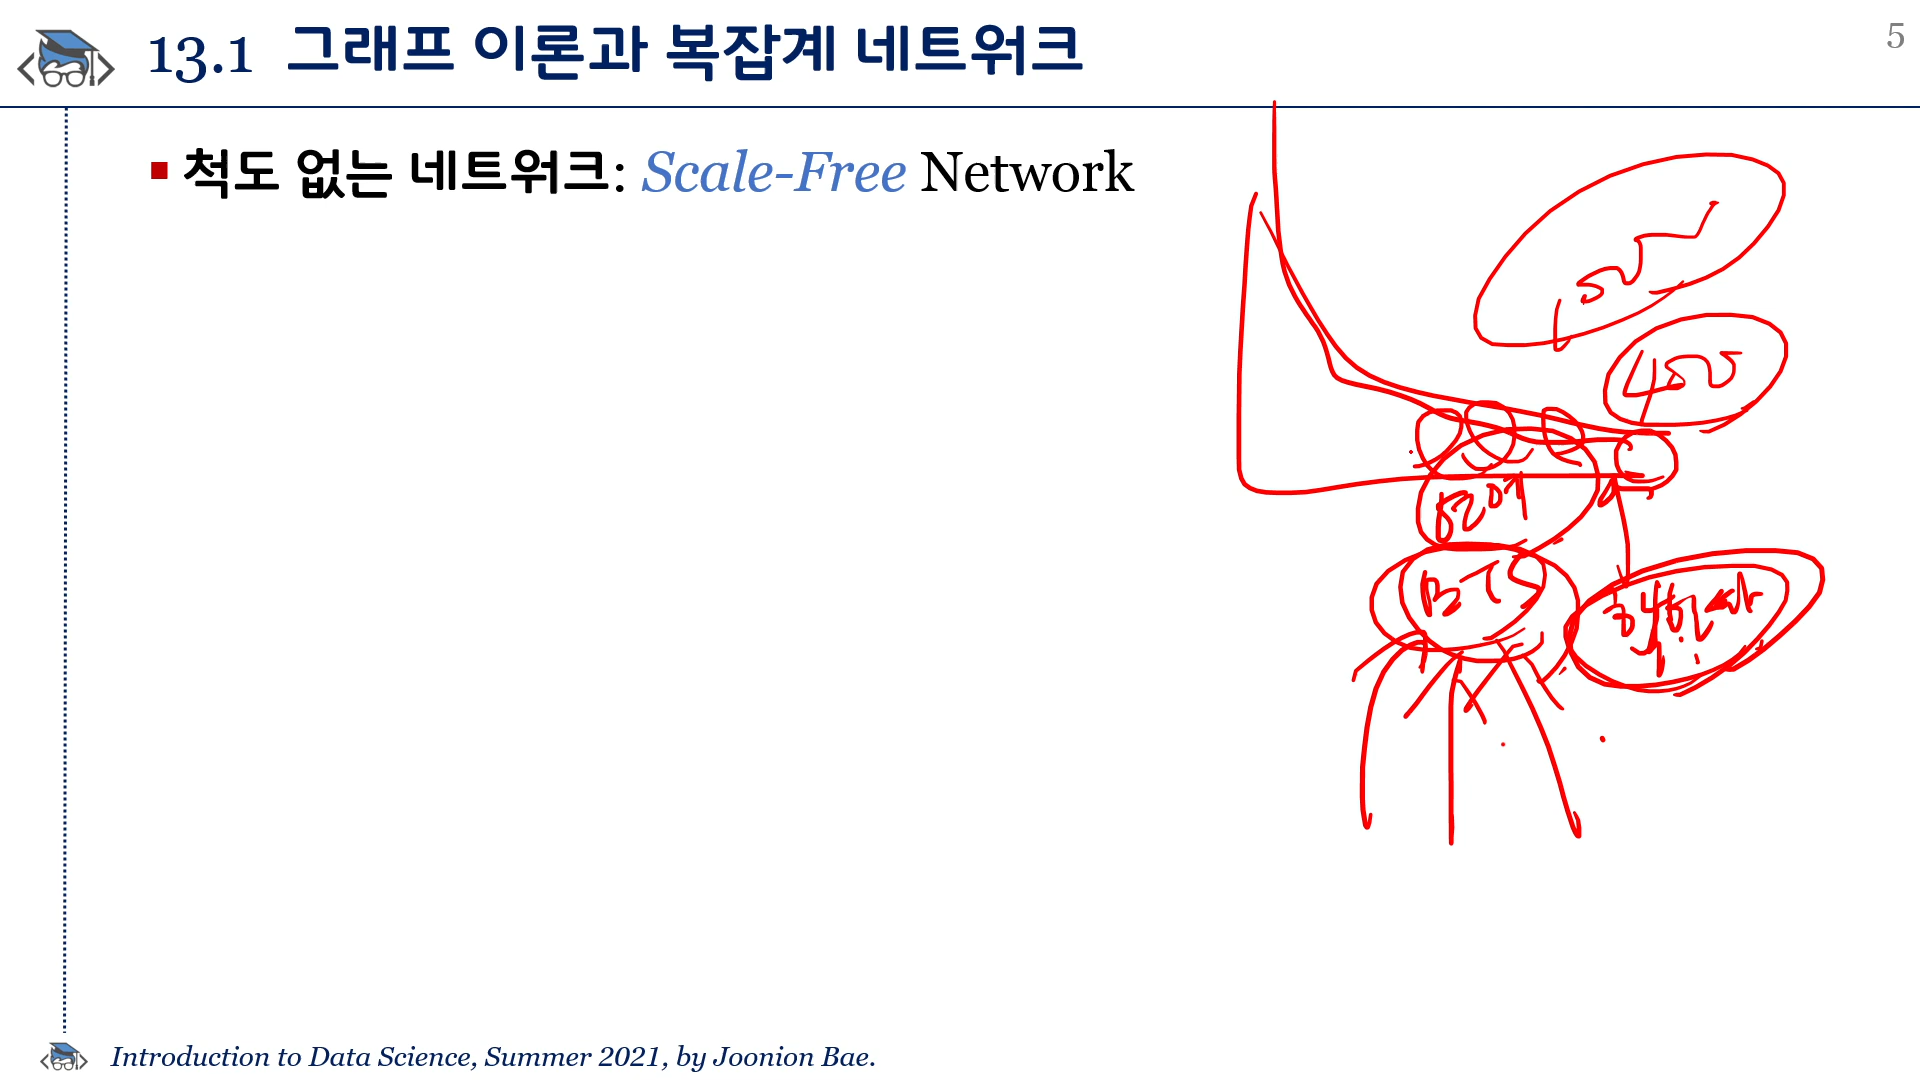 13.1 그래프 이론과 복잡계 네트워크
5
척도 없는 네트워크: Scale-Free Network
BTS
Introduction to Data Science, Summer 2021, by Joonion Bae.